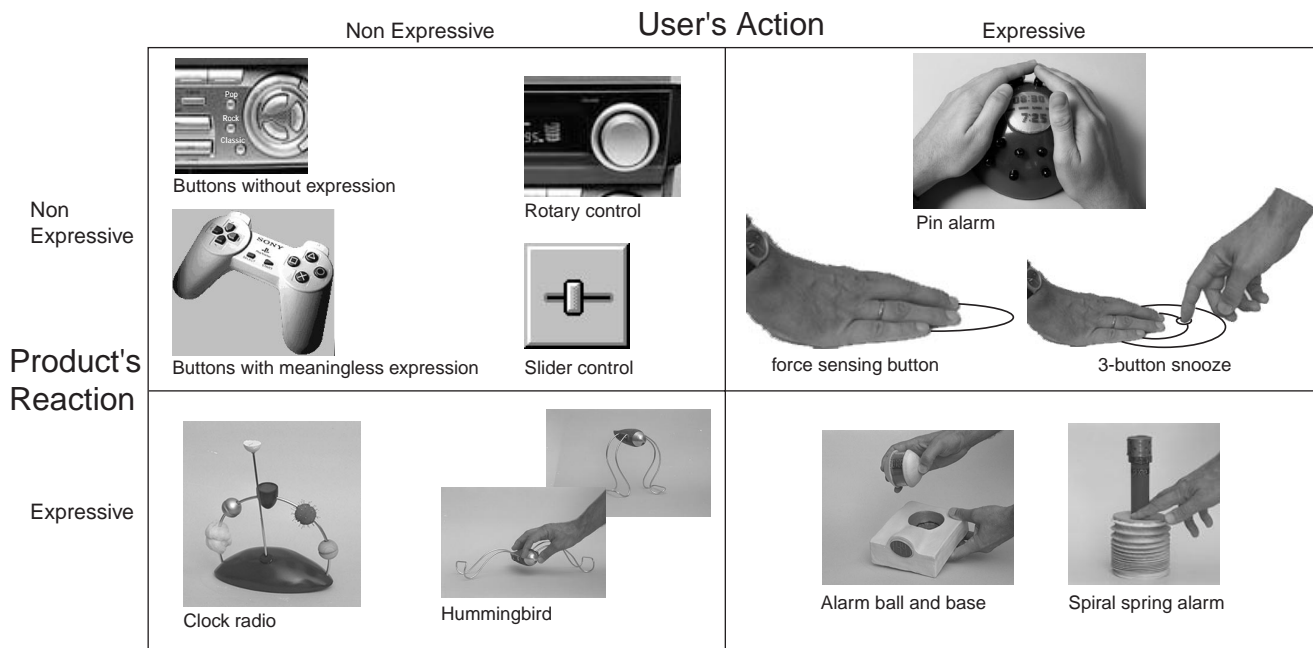 User's Action
Non Expressive
Expressive
Pop
Rock
Classic
Buttons without expression
Rotary control
7:25
Pin alarm
Non
Expressive
SONY
Buttons with meaningless expression
Slider control
force sensing button
3-button snooze
Product's
Reaction
Expressive
Clock radio
Hummingbird
Alarm ball and base
Spiral spring alarm